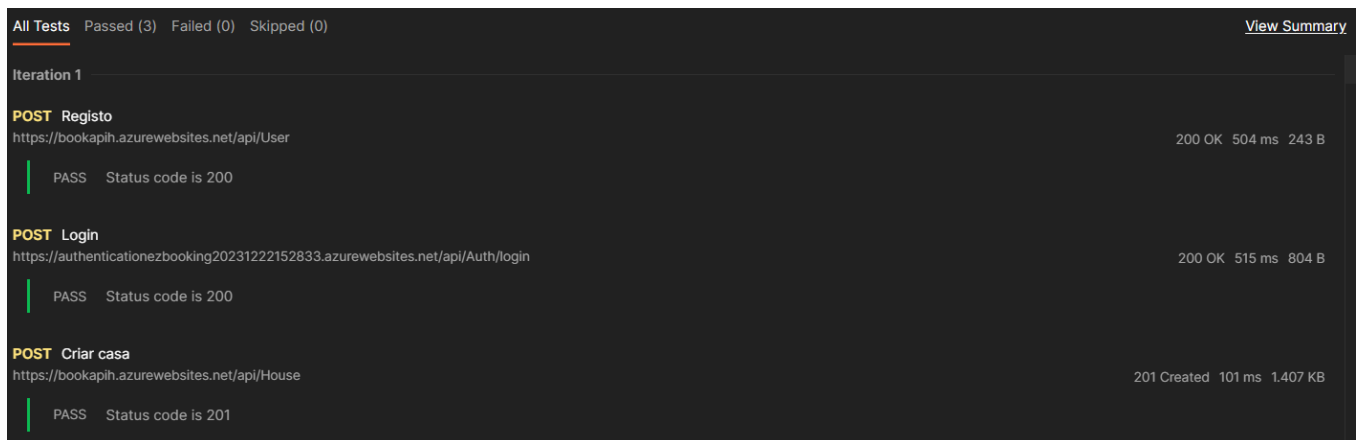 All Tests Passed (3) Failed (0) Skipped (0) View Summary
Iteration 1
POST Registo
https://bookapih.azurewebsites.net/api/User 200 OK 504 ms 243 B
PASS Status code is 200
POST Login
https://authenticationezbooking20231222152833.azurewebsites.net/api/Auth/login 200 OK 515 ms 804 B
PASS Status code is 200
POST Criar casa
https://bookapih.azurewebsites.net/api/House 201 Created 101 ms 1.407 KB
PASS Status code is 201